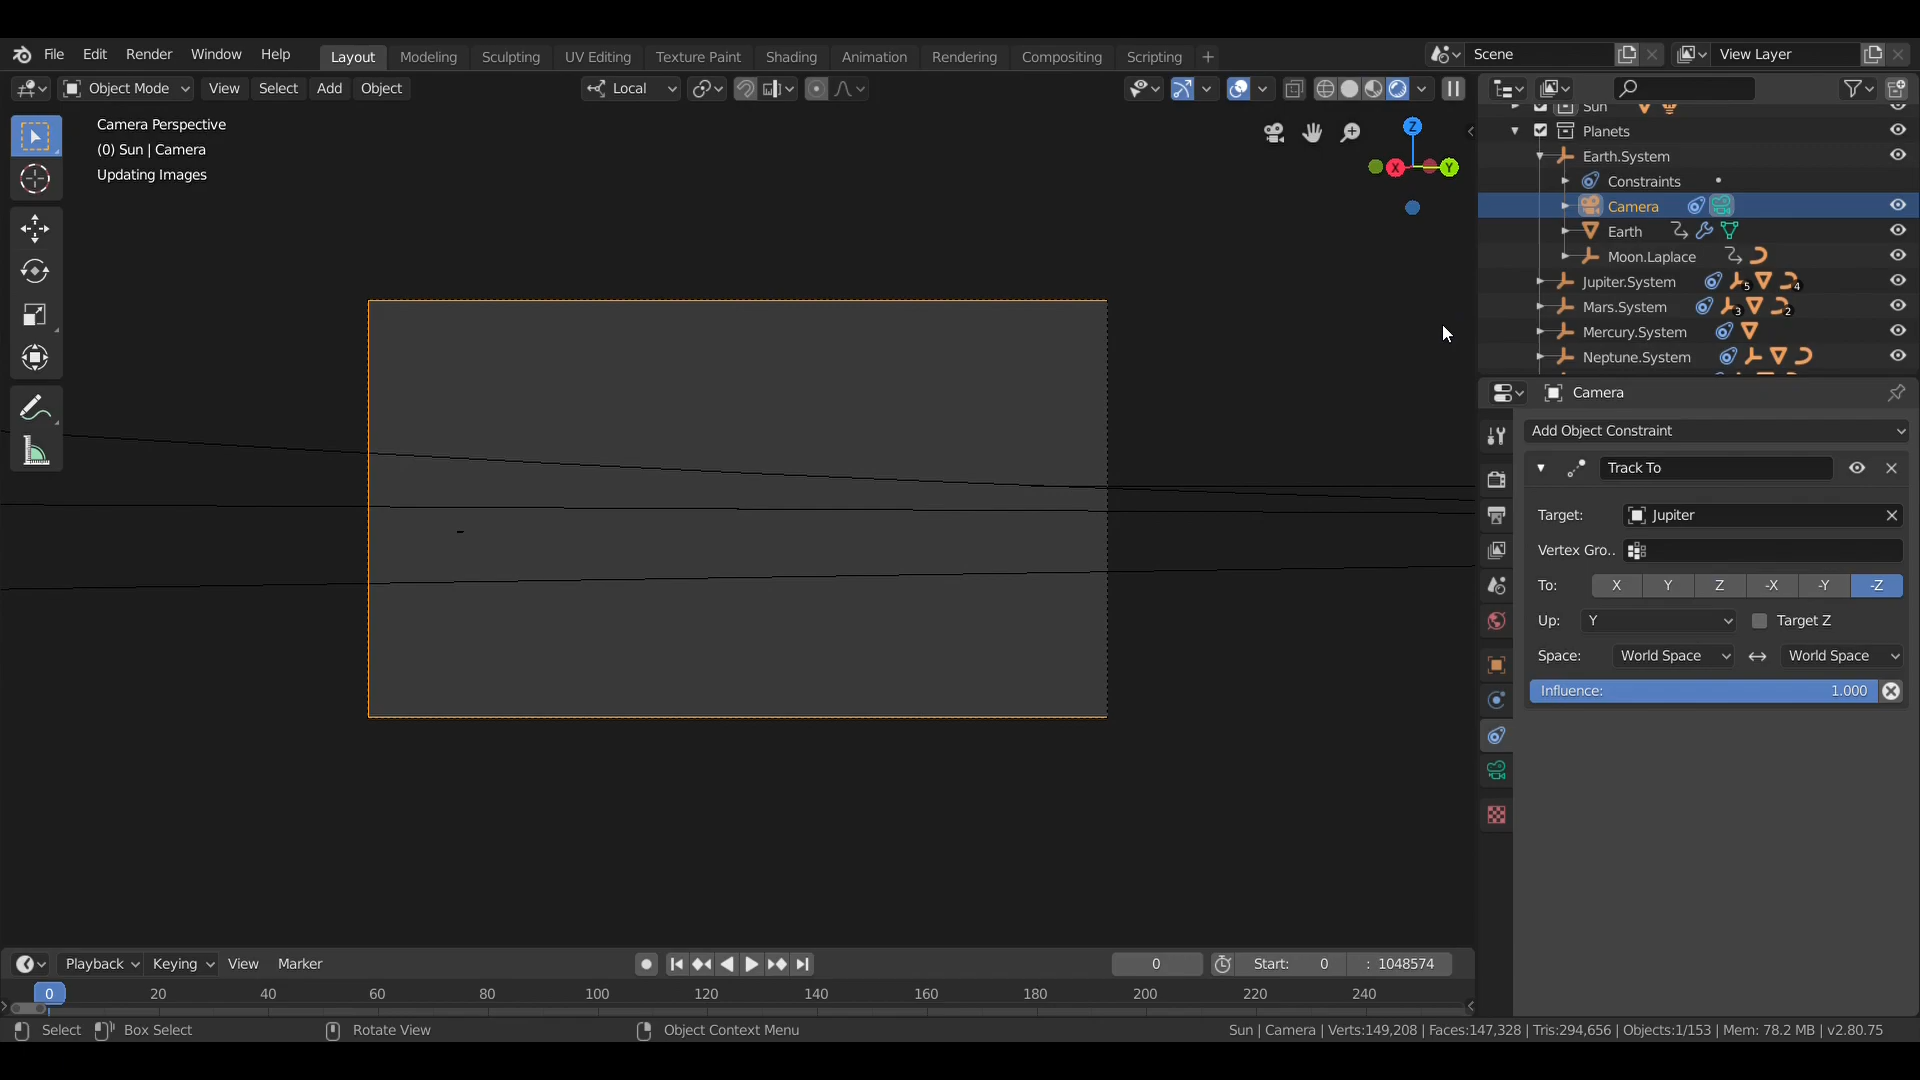 File Edit Render Window Help Layout Modeling Sculpting UV Editing Texture Paint Shading Animation Rendering Compositing Scripting + Scene View Layer
Object Mode View Select Add Object Local
Camera Perspective
(0) Sun | Camera
Updating Images
Z
X
Y
Sun
Planets
Earth.System
Constraints
Camera
Earth
Moon.Laplace
Jupiter.System 5 4
Mars.System 3 2
Mercury.System
Neptune.System
Camera
Add Object Constraint
Track To
Target: Jupiter
Vertex Gro..
To: X Y Z -X -Y -Z
Up: Y Target Z
Space: World Space World Space
Influence: 1.000
Playback Keying View Marker 0 Start: 0 : 1048574
0 20 40 60 80 100 120 140 160 180 200 220 240
Select Box Select Rotate View Object Context Menu Sun | Camera | Verts:149,208 | Faces:147,328 | Tris:294,656 | Objects:1/153 | Mem: 78.2 MB | v2.80.75